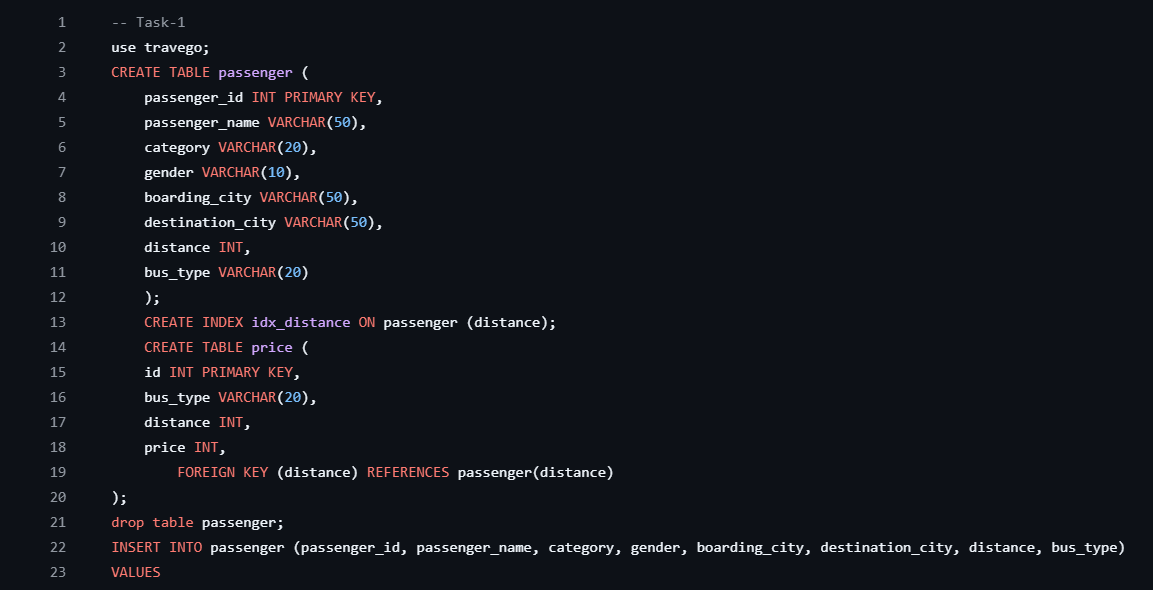 1 -- Task-1
2 use travego;
3 CREATE TABLE passenger (
4 passenger_id INT PRIMARY KEY,
5 passenger_name VARCHAR(50),
6 category VARCHAR(20),
7 gender VARCHAR(10),
8 boarding_city VARCHAR(50),
9 destination_city VARCHAR(50),
10 distance INT,
11 bus_type VARCHAR(20)
12 );
13 CREATE INDEX idx_distance ON passenger (distance);
14 CREATE TABLE price (
15 id INT PRIMARY KEY,
16 bus_type VARCHAR(20),
17 distance INT,
18 price INT,
19 FOREIGN KEY (distance) REFERENCES passenger(distance)
20 );
21 drop table passenger;
22 INSERT INTO passenger (passenger_id, passenger_name, category, gender, boarding_city, destination_city, distance, bus_type)
23 VALUES